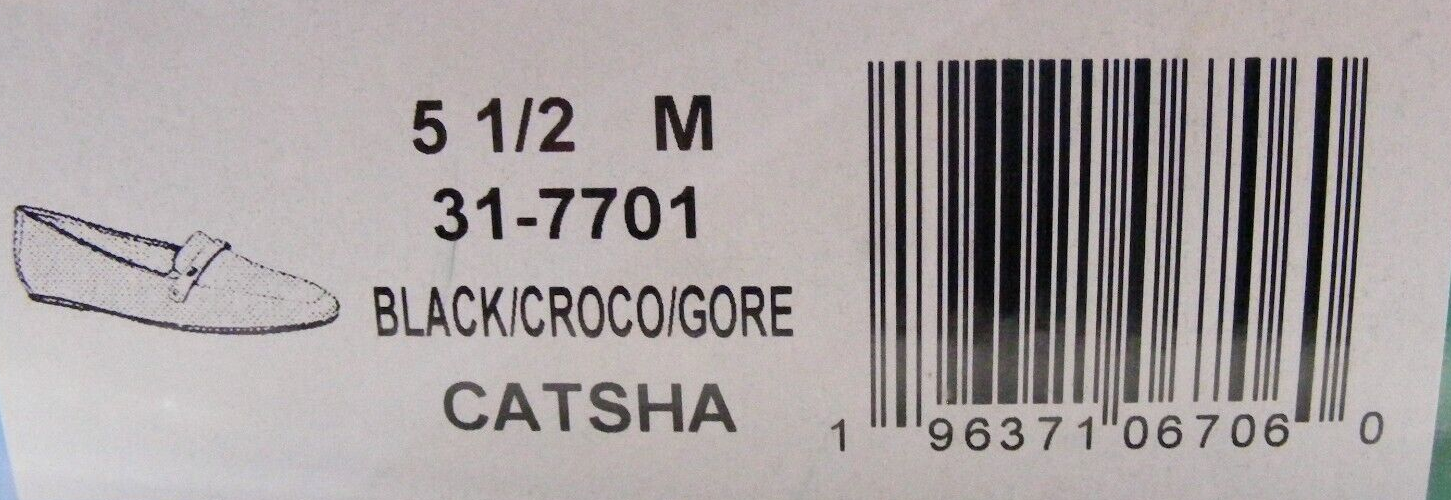 5 1/2 M
31-7701
BLACK/CROCO/GORE
CATSHA
1 96371 06706 0